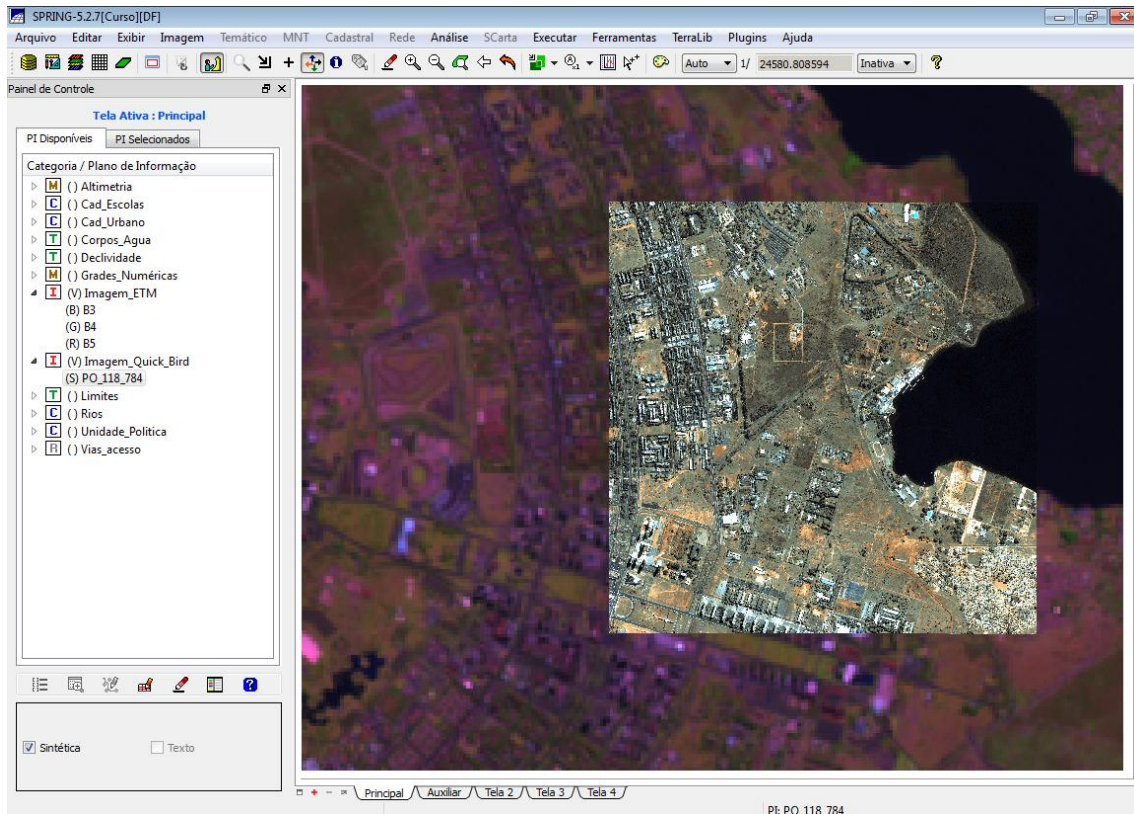 SPRING-5.2.7[Curso][DF]
Arquivo Editar Exibir Imagem Temático MNT Cadastral Rede Análise SCarta Executar Ferramentas TerraLib Plugins Ajuda
Auto 1/ 24580.808594 Inativa
Painel de Controle
Tela Ativa : Principal
PI Disponíveis PI Selecionados
Categoria / Plano de Informação
M ( ) Altimetria
C ( ) Cad_Escolas
C ( ) Cad_Urbano
T ( ) Corpos_Agua
T ( ) Declividade
M ( ) Grades_Numéricas
I (V) Imagem_ETM
(B) B3
(G) B4
(R) B5
I (V) Imagem_Quick_Bird
(S) PO_118_784
T ( ) Limites
C ( ) Rios
C ( ) Unidade_Politica
R ( ) Vias_acesso
Sintética Texto
Principal Auxiliar Tela 2 Tela 3 Tela 4
PI: PO_118_784